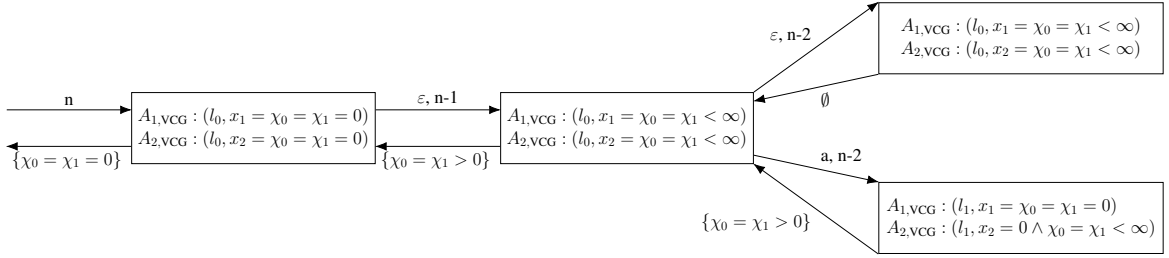 n
{χ₀ = χ₁ = 0}
A₁,VCG : (l₀, x₁ = χ₀ = χ₁ = 0)
A₂,VCG : (l₀, x₂ = χ₀ = χ₁ = 0)
ε, n-1
{χ₀ = χ₁ > 0}
A₁,VCG : (l₀, x₁ = χ₀ = χ₁ < ∞)
A₂,VCG : (l₀, x₂ = χ₀ = χ₁ < ∞)
ε, n-2
∅
A₁,VCG : (l₀, x₁ = χ₀ = χ₁ < ∞)
A₂,VCG : (l₀, x₂ = χ₀ = χ₁ < ∞)
a, n-2
{χ₀ = χ₁ > 0}
A₁,VCG : (l₁, x₁ = χ₀ = χ₁ = 0)
A₂,VCG : (l₁, x₂ = 0 ∧ χ₀ = χ₁ < ∞)